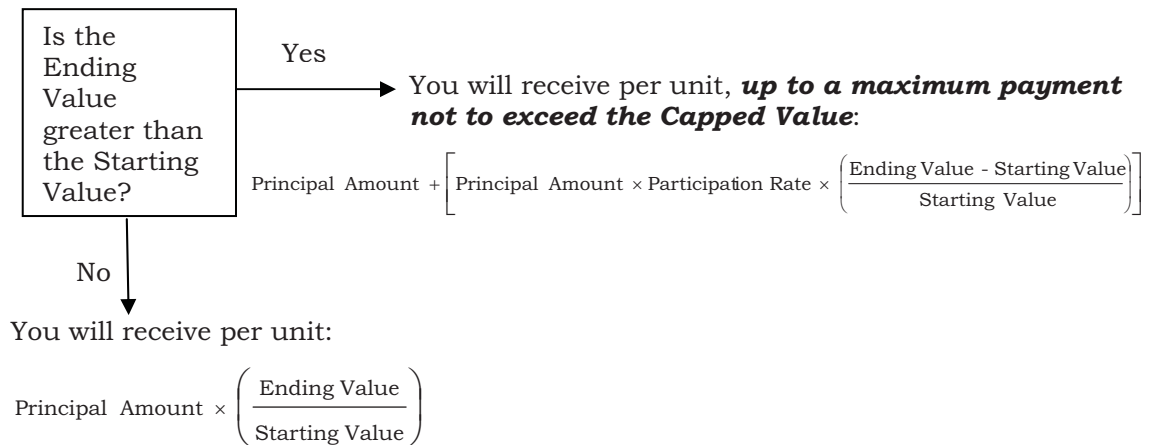 Is the
Ending
Value
greater than
the Starting
Value?
Yes
You will receive per unit, up to a maximum payment
not to exceed the Capped Value:
Principal Amount + [Principal Amount × Participation Rate × (Ending Value - Starting Value / Starting Value)]
No
You will receive per unit:
Principal Amount × (Ending Value / Starting Value)